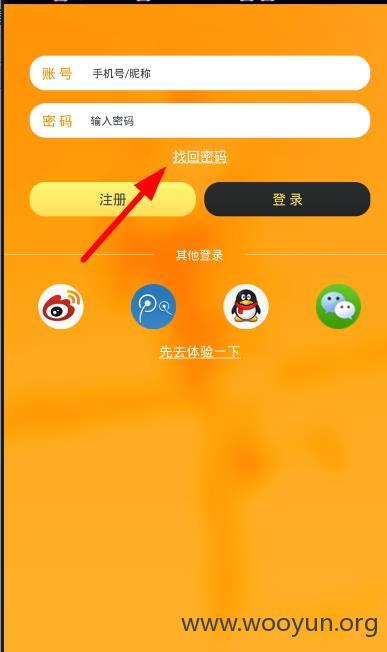 账 号 手机号/昵称
密 码 输入密码
找回密码
注册 登 录
其他登录
先去体验一下
www.wooyun.org